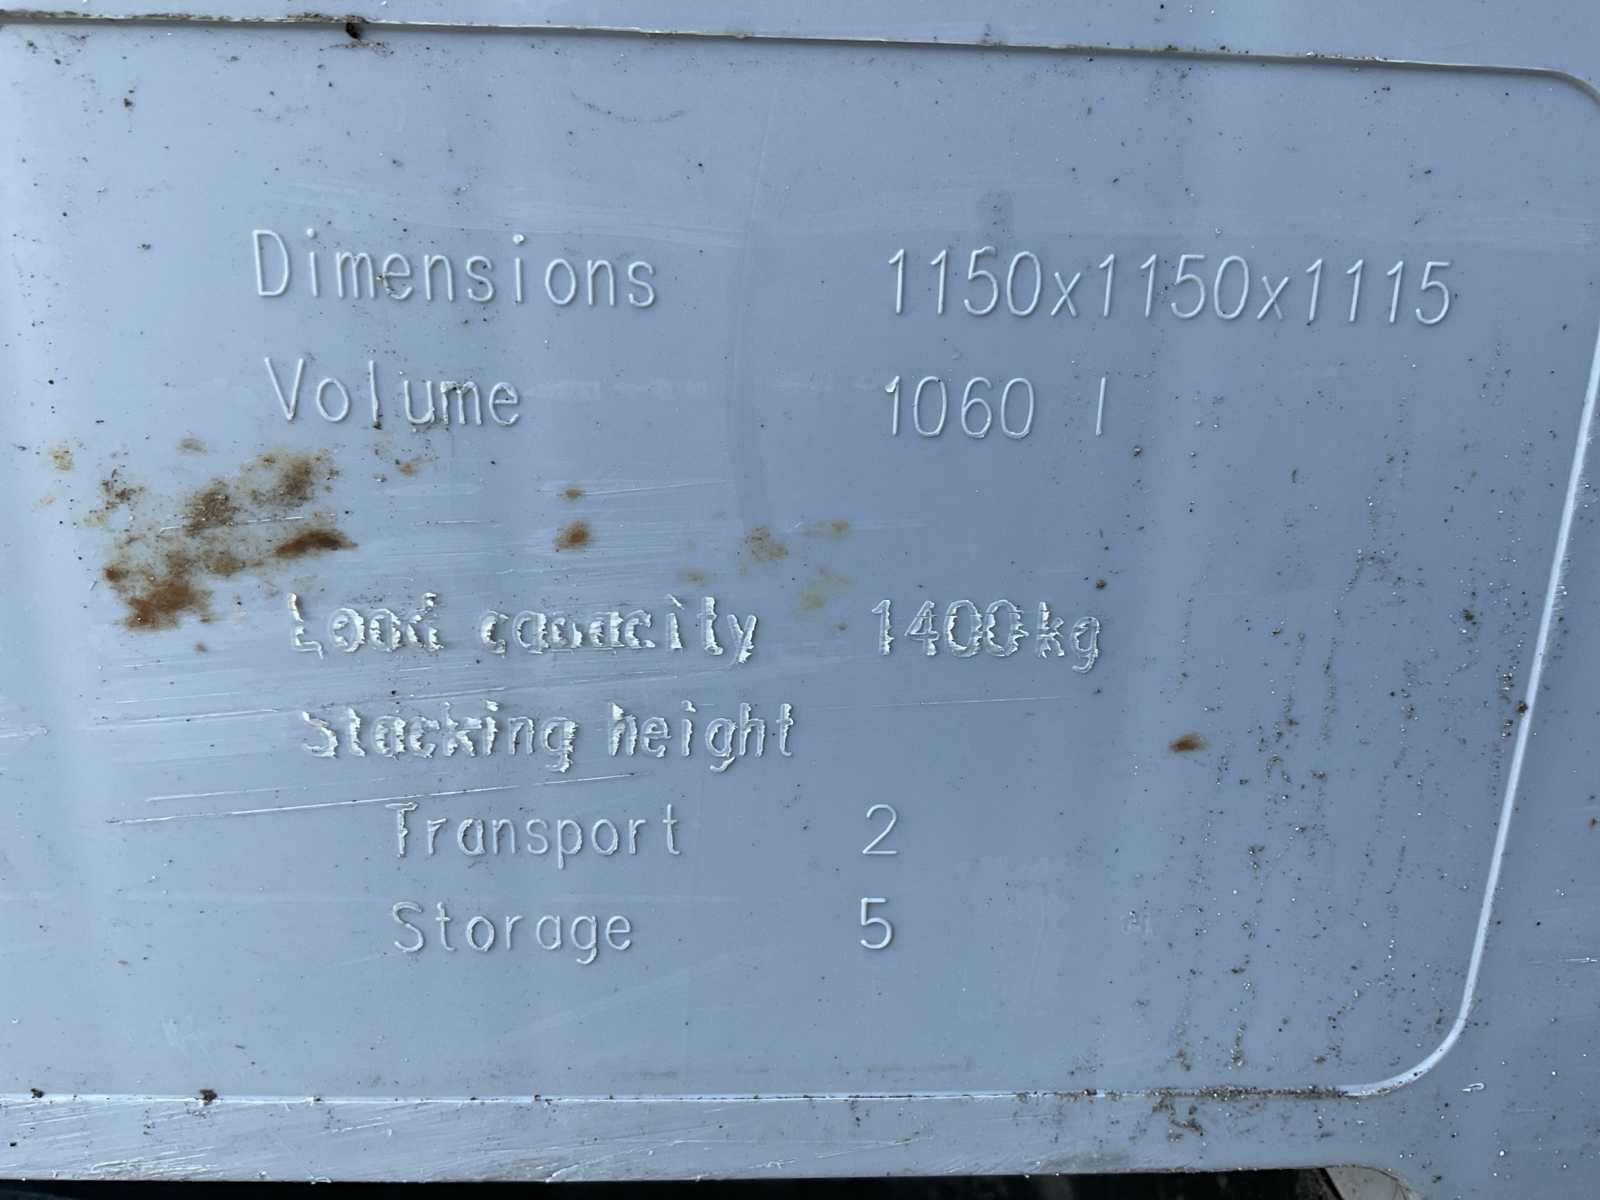 Dimensions 1150x1150x1115
Volume 1060 l
Load capacity 1400kg
Stacking height
Transport 2
Storage 5